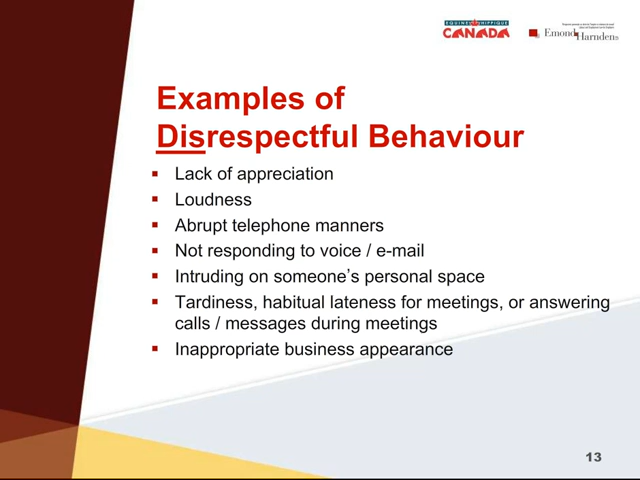 EQUINE HIPPIQUE
CANADA
Emond Harnden
Examples of
Disrespectful Behaviour
Lack of appreciation
Loudness
Abrupt telephone manners
Not responding to voice / e-mail
Intruding on someone’s personal space
Tardiness, habitual lateness for meetings, or answering
calls / messages during meetings
Inappropriate business appearance
13